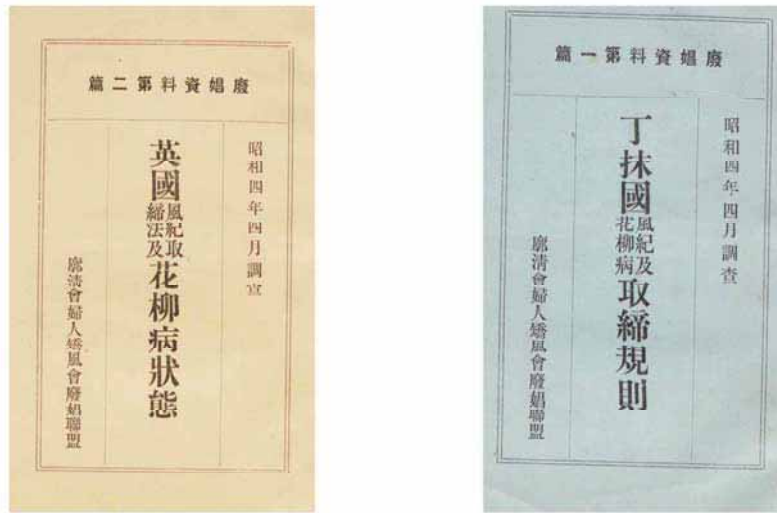 廢娼資料第二篇
昭和四年四月調査
英國風紀取締法及花柳病狀態
廓淸會婦人矯風會廢娼聯盟
廢娼資料第一篇
昭和四年四月調査
丁抹國風紀及花柳病取締規則
廓淸會婦人矯風會廢娼聯盟